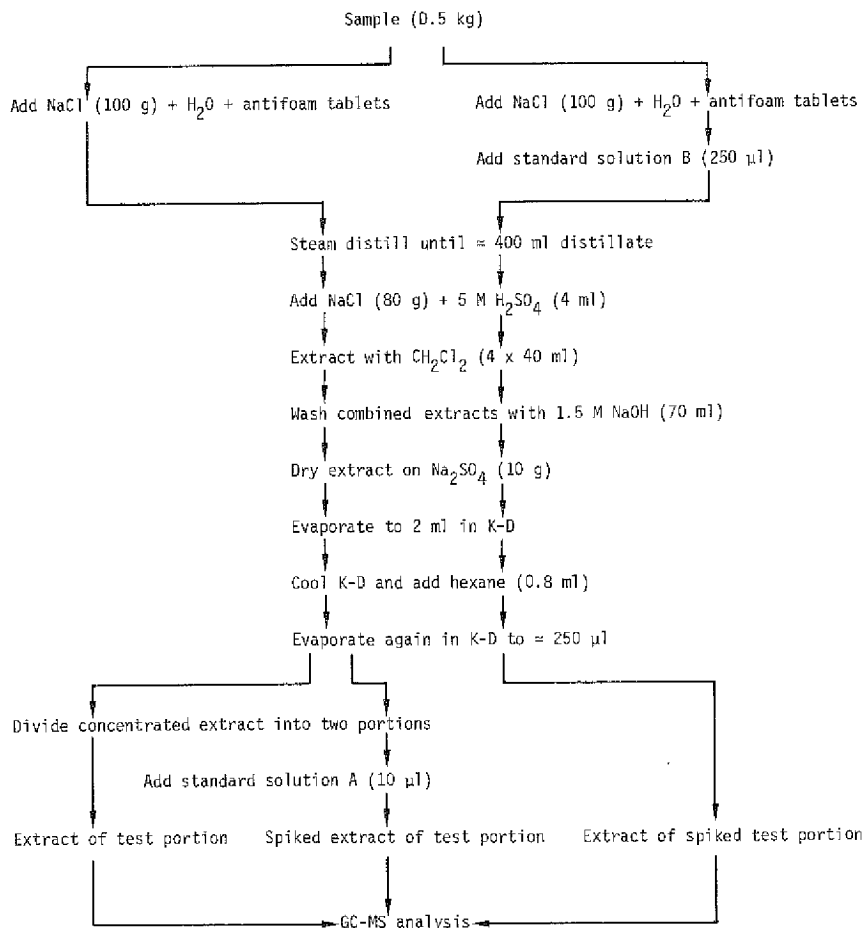 Sample (0.5 kg)
Add NaCl (100 g) + H2O + antifoam tablets
Add NaCl (100 g) + H2O + antifoam tablets
Add standard solution B (250 µl)
Steam distill until ≃ 400 ml distillate
Add NaCl (80 g) + 5 M H2SO4 (4 ml)
Extract with CH2Cl2 (4 x 40 ml)
Wash combined extracts with 1.5 M NaOH (70 ml)
Dry extract on Na2SO4 (10 g)
Evaporate to 2 ml in K-D
Cool K-D and add hexane (0.8 ml)
Evaporate again in K-D to ≃ 250 µl
Divide concentrated extract into two portions
Add standard solution A (10 µl)
Extract of test portion
Spiked extract of test portion
Extract of spiked test portion
GC-MS analysis